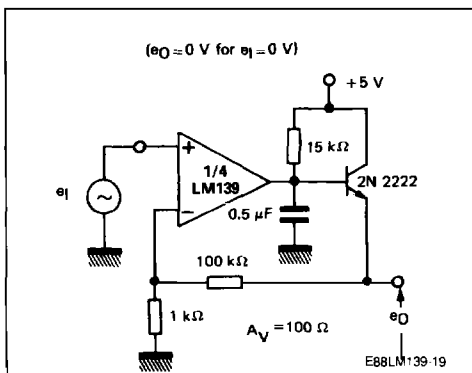 (eO = 0 V for eI = 0 V)
+5 V
15 kΩ
+
1/4
LM139
2N 2222
eI
−
0.5 μF
100 kΩ
1 kΩ
AV = 100 Ω
eO
E88LM139-19